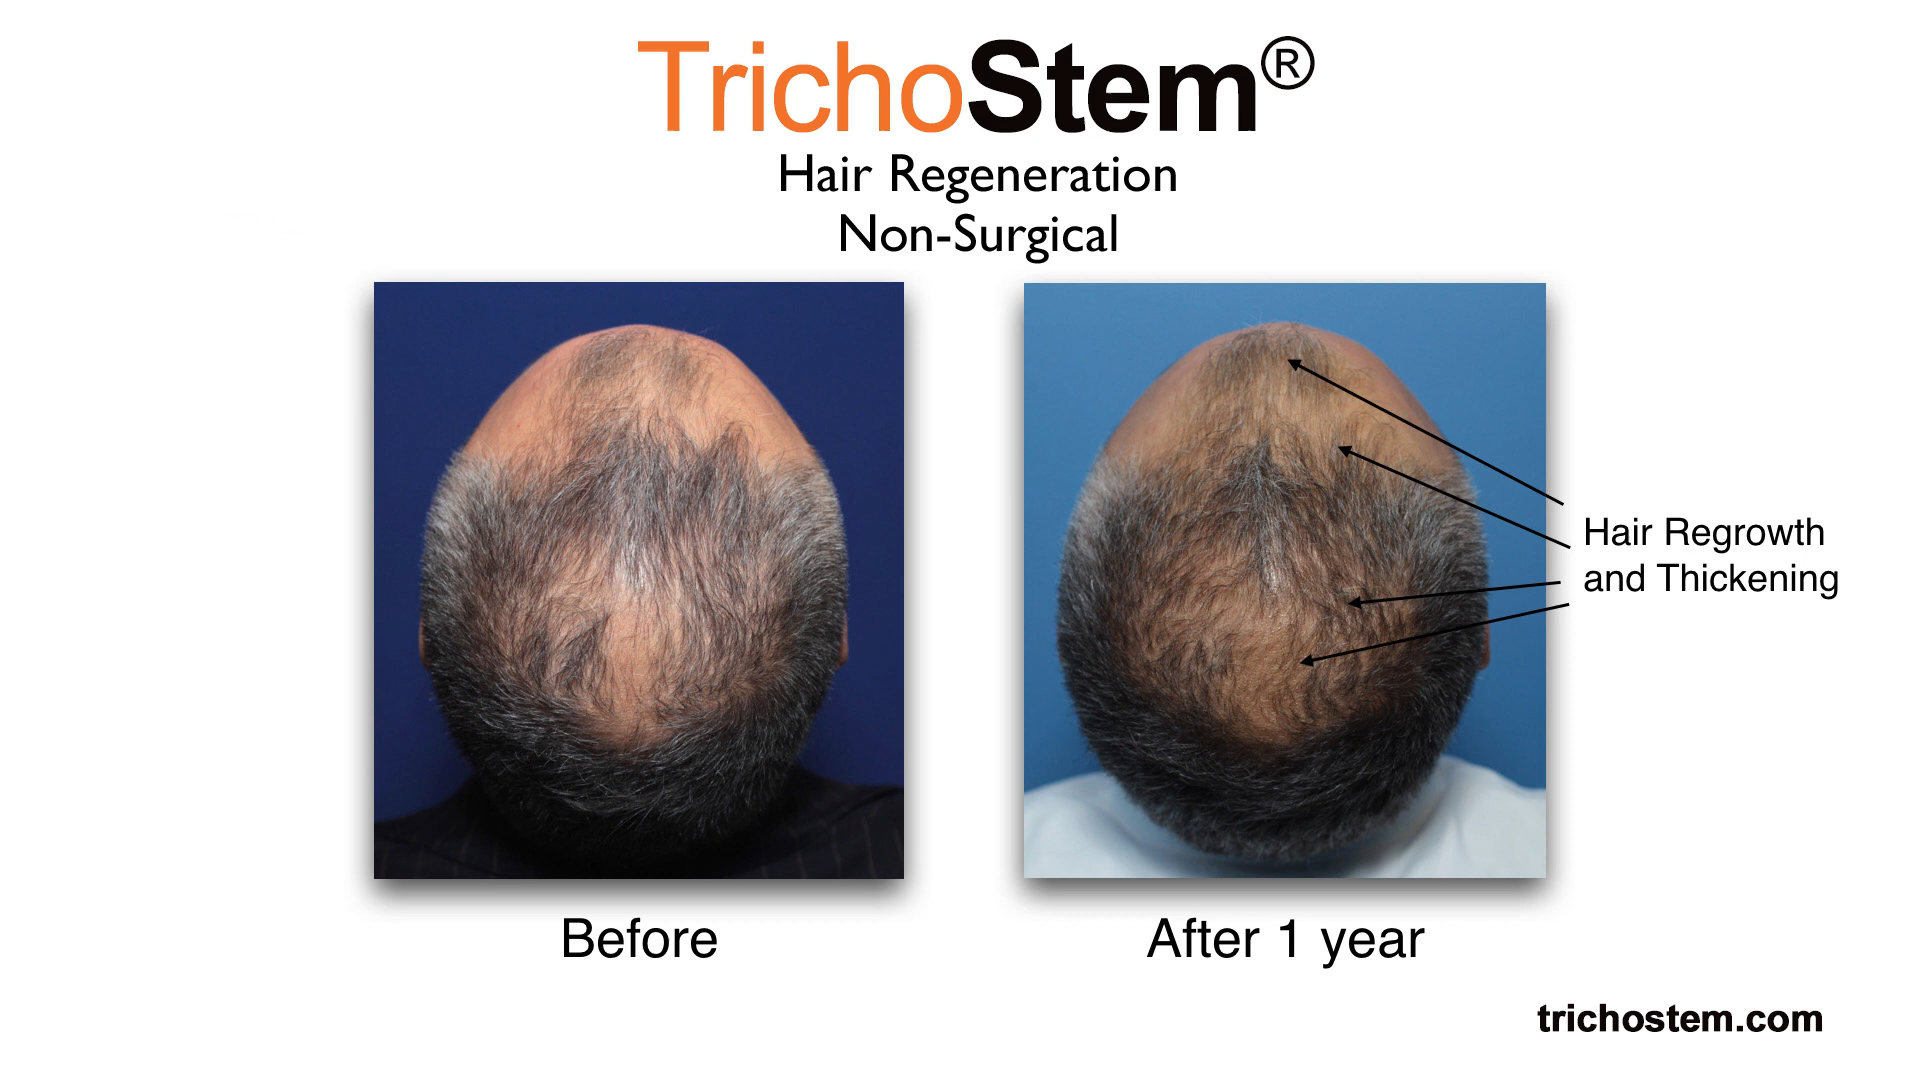 TrichoStem®
Hair Regeneration
Non-Surgical
Hair Regrowth
and Thickening
Before
After 1 year
trichostem.com